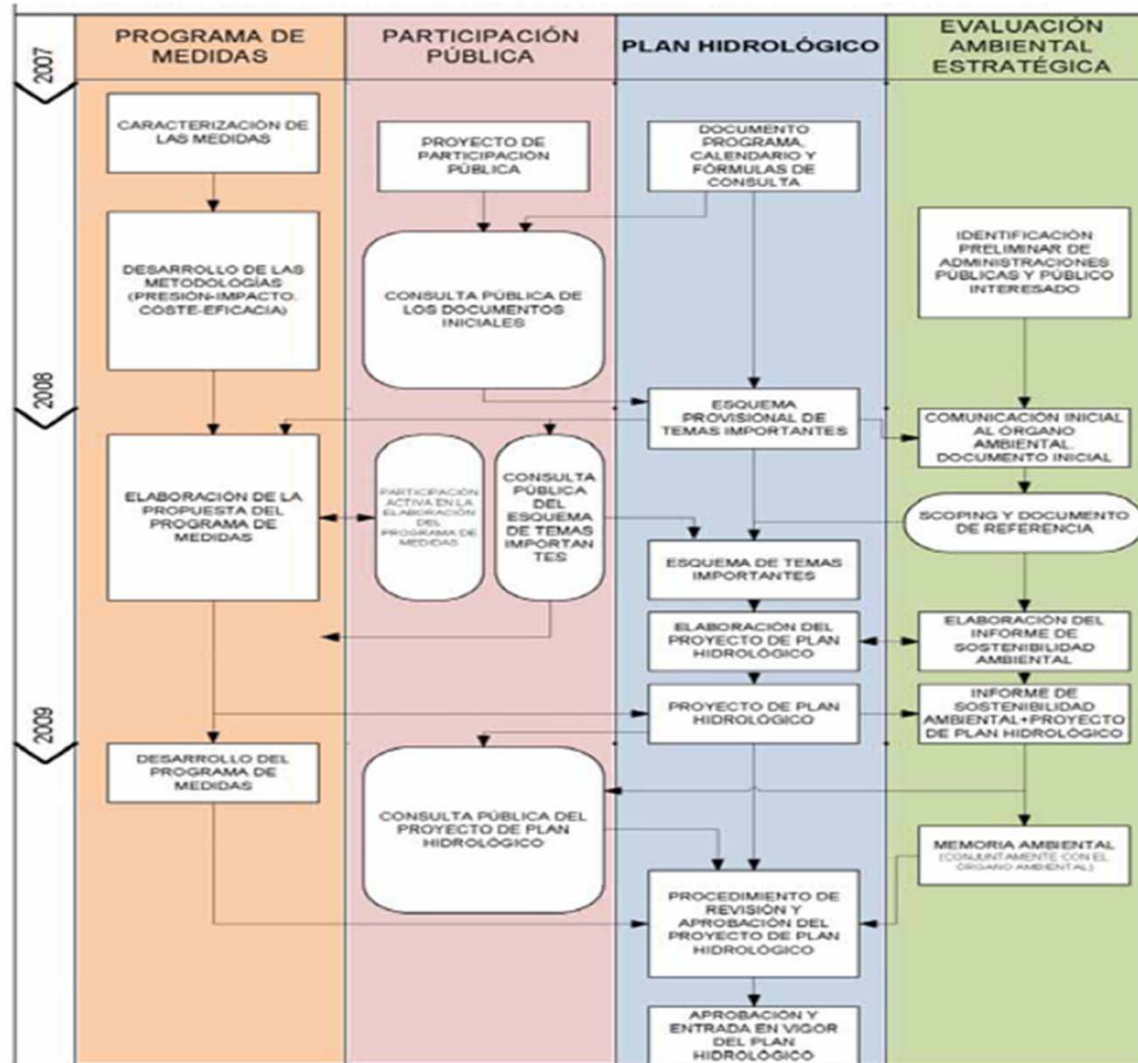 2007
2008
2009
PROGRAMA DE
MEDIDAS
PARTICIPACIÓN
PÚBLICA
PLAN HIDROLÓGICO
EVALUACIÓN
AMBIENTAL
ESTRATÉGICA
CARACTERIZACIÓN DE
LAS MEDIDAS
DESARROLLO DE LAS
METODOLOGÍAS
(PRESIÓN-IMPACTO,
COSTE-EFICACIA)
ELABORACIÓN DE LA
PROPUESTA DEL
PROGRAMA DE
MEDIDAS
DESARROLLO DEL
PROGRAMA DE
MEDIDAS
PROYECTO DE
PARTICIPACIÓN
PÚBLICA
CONSULTA PÚBLICA DE
LOS DOCUMENTOS
INICIALES
PARTICIPACIÓN
ACTIVA EN LA
ELABORACIÓN
DEL
PROGRAMA DE
MEDIDAS
CONSULTA
PÚBLICA
DEL
ESQUEMA
DE TEMAS
IMPORTAN
TES
CONSULTA PÚBLICA DEL
PROYECTO DE PLAN
HIDROLÓGICO
DOCUMENTO
PROGRAMA,
CALENDARIO Y
FÓRMULAS DE
CONSULTA
ESQUEMA
PROVISIONAL DE
TEMAS IMPORTANTES
ESQUEMA DE TEMAS
IMPORTANTES
ELABORACIÓN DEL
PROYECTO DE PLAN
HIDROLÓGICO
PROYECTO DE PLAN
HIDROLÓGICO
PROCEDIMIENTO DE
REVISIÓN Y
APROBACIÓN DEL
PROYECTO DE PLAN
HIDROLÓGICO
APROBACIÓN Y
ENTRADA EN VIGOR
DEL PLAN
HIDROLÓGICO
IDENTIFICACIÓN
PRELIMINAR DE
ADMINISTRACIONES
PÚBLICAS Y PÚBLICO
INTERESADO
COMUNICACIÓN INICIAL
AL ÓRGANO
AMBIENTAL.
DOCUMENTO INICIAL
SCOPING Y DOCUMENTO
DE REFERENCIA
ELABORACIÓN DEL
INFORME DE
SOSTENIBILIDAD
AMBIENTAL
INFORME DE
SOSTENIBILIDAD
AMBIENTAL+PROYECTO
DE PLAN HIDROLÓGICO
MEMORIA AMBIENTAL
(CONJUNTAMENTE CON EL
ÓRGANO AMBIENTAL)